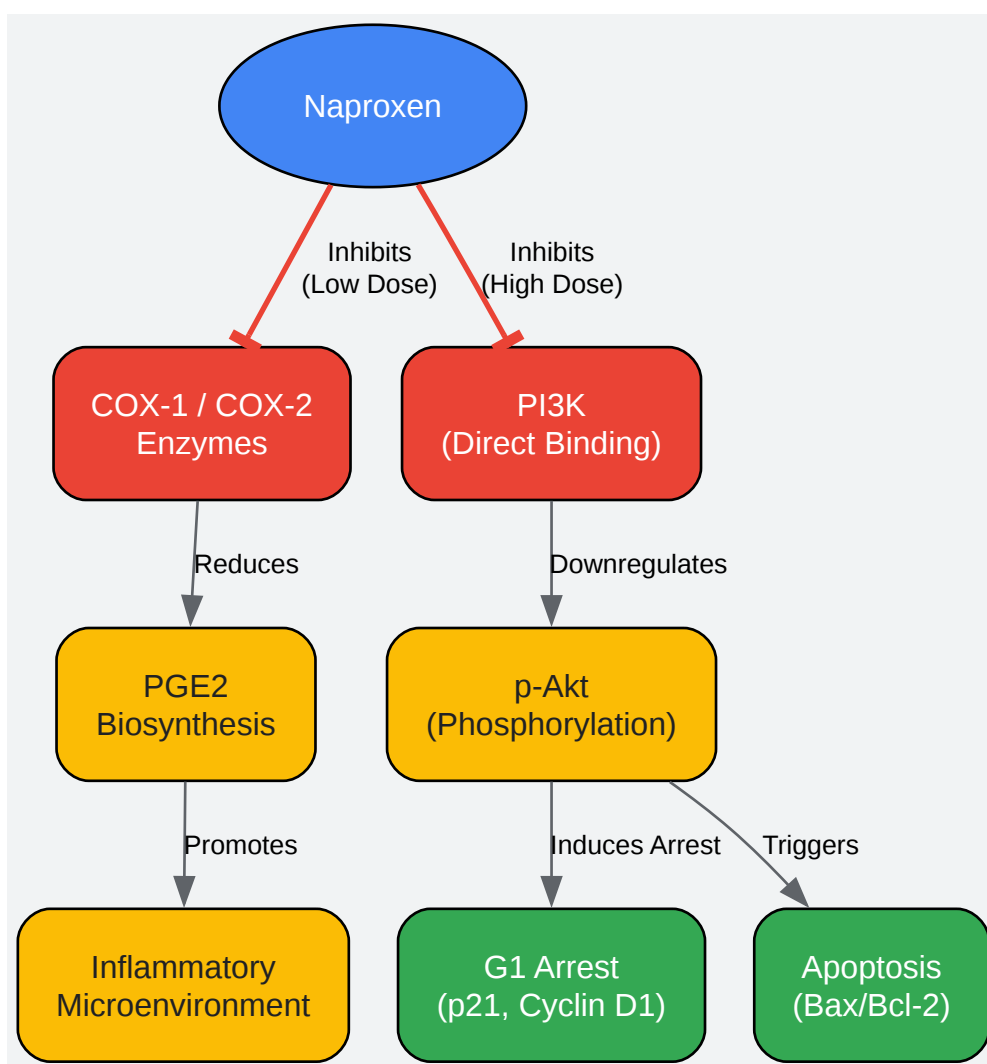 Naproxen
Inhibits
(Low Dose)
Inhibits
(High Dose)
COX-1 / COX-2
Enzymes
PI3K
(Direct Binding)
Reduces
Downregulates
PGE2
Biosynthesis
p-Akt
(Phosphorylation)
Promotes
Induces Arrest
Triggers
Inflammatory
Microenvironment
G1 Arrest
(p21, Cyclin D1)
Apoptosis
(Bax/Bcl-2)